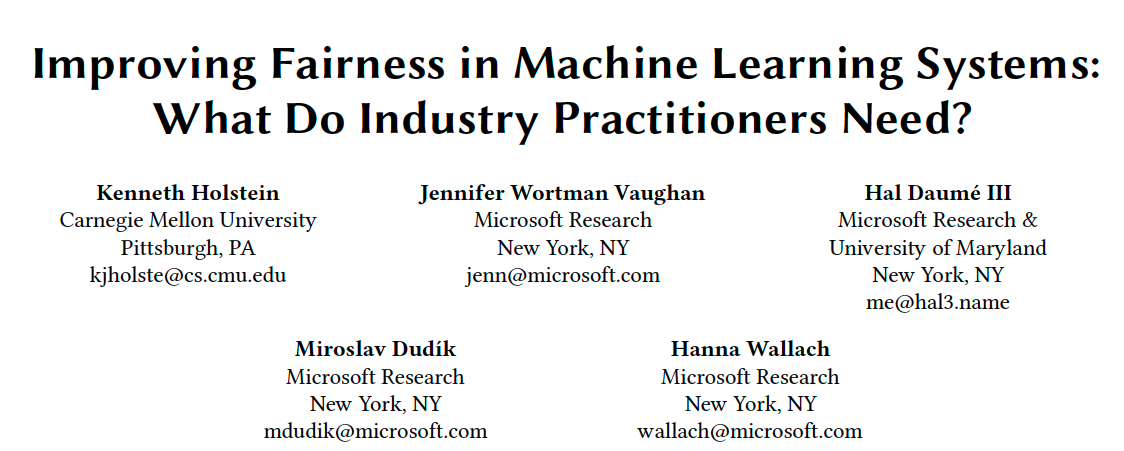 Improving Fairness in Machine Learning Systems:
What Do Industry Practitioners Need?
Kenneth Holstein
Carnegie Mellon University
Pittsburgh, PA
kjholste@cs.cmu.edu
Jennifer Wortman Vaughan
Microsoft Research
New York, NY
jenn@microsoft.com
Hal Daumé III
Microsoft Research &
University of Maryland
New York, NY
me@hal3.name
Miroslav Dudík
Microsoft Research
New York, NY
mdudik@microsoft.com
Hanna Wallach
Microsoft Research
New York, NY
wallach@microsoft.com